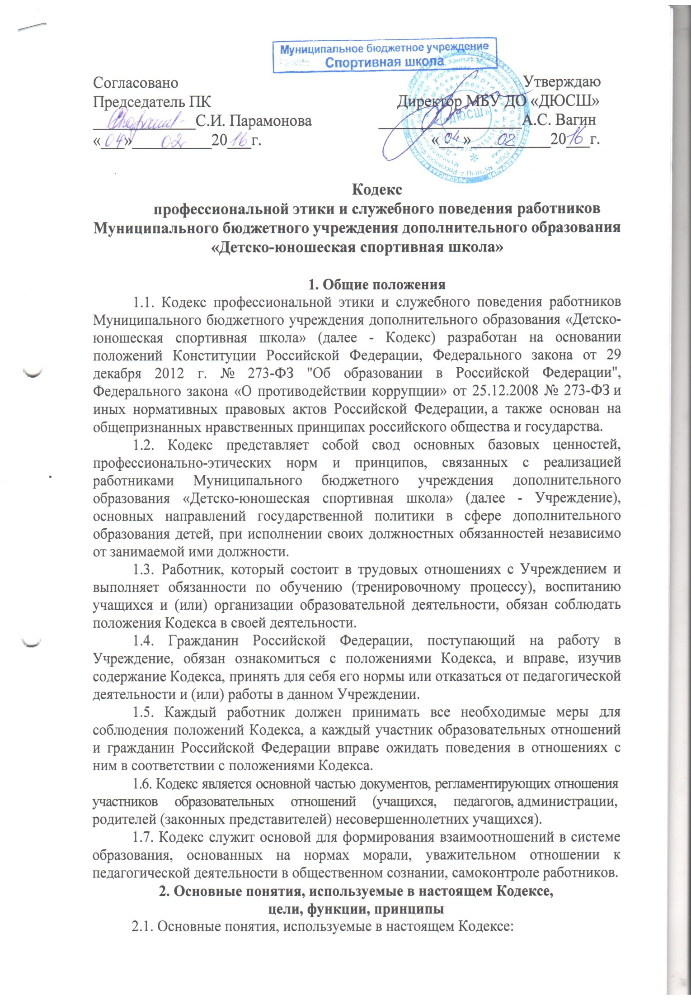 Муниципальное бюджетное учреждение
Спортивная школа
Согласовано Утверждаю
Председатель ПК Директор МБУ ДО «ДЮСШ»
С.И. Парамонова А.С. Вагин
«04» 02 2016 г. «04» 02 2016 г.
«ДЮСШ»
г. Пыть-Ях
Кодекс
профессиональной этики и служебного поведения работников
Муниципального бюджетного учреждения дополнительного образования
«Детско-юношеская спортивная школа»
1. Общие положения
1.1. Кодекс профессиональной этики и служебного поведения работников
Муниципального бюджетного учреждения дополнительного образования «Детско-
юношеская спортивная школа» (далее - Кодекс) разработан на основании
положений Конституции Российской Федерации, Федерального закона от 29
декабря 2012 г. № 273-ФЗ "Об образовании в Российской Федерации",
Федерального закона «О противодействии коррупции» от 25.12.2008 № 273-ФЗ и
иных нормативных правовых актов Российской Федерации, а также основан на
общепризнанных нравственных принципах российского общества и государства.
1.2. Кодекс представляет собой свод основных базовых ценностей,
профессионально-этических норм и принципов, связанных с реализацией
работниками Муниципального бюджетного учреждения дополнительного
образования «Детско-юношеская спортивная школа» (далее - Учреждение),
основных направлений государственной политики в сфере дополнительного
образования детей, при исполнении своих должностных обязанностей независимо
от занимаемой ими должности.
1.3. Работник, который состоит в трудовых отношениях с Учреждением и
выполняет обязанности по обучению (тренировочному процессу), воспитанию
учащихся и (или) организации образовательной деятельности, обязан соблюдать
положения Кодекса в своей деятельности.
1.4. Гражданин Российской Федерации, поступающий на работу в
Учреждение, обязан ознакомиться с положениями Кодекса, и вправе, изучив
содержание Кодекса, принять для себя его нормы или отказаться от педагогической
деятельности и (или) работы в данном Учреждении.
1.5. Каждый работник должен принимать все необходимые меры для
соблюдения положений Кодекса, а каждый участник образовательных отношений
и гражданин Российской Федерации вправе ожидать поведения в отношениях с
ним в соответствии с положениями Кодекса.
1.6. Кодекс является основной частью документов, регламентирующих отношения
участников образовательных отношений (учащихся, педагогов, администрации,
родителей (законных представителей) несовершеннолетних учащихся).
1.7. Кодекс служит основой для формирования взаимоотношений в системе
образования, основанных на нормах морали, уважительном отношении к
педагогической деятельности в общественном сознании, самоконтроле работников.
2. Основные понятия, используемые в настоящем Кодексе,
цели, функции, принципы
2.1. Основные понятия, используемые в настоящем Кодексе: